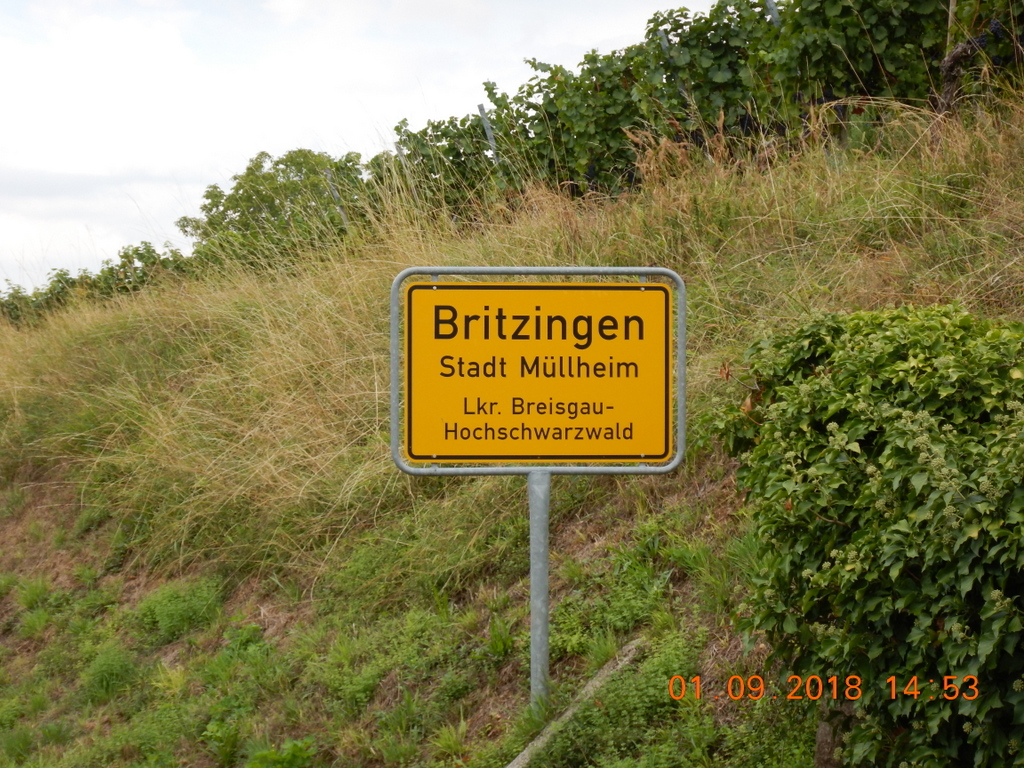 Britzingen
Stadt Müllheim
Lkr. Breisgau-
Hochschwarzwald
01.09.2018 14:53